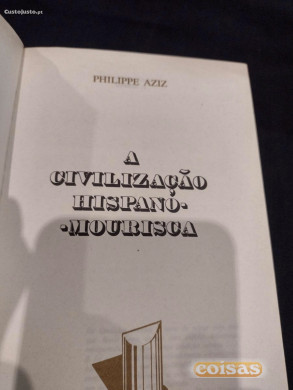 CustoJusto.pt
PHILIPPE AZIZ
A
CIVILIZAÇÃO
HISPANO-
-MOURISCA
coisas